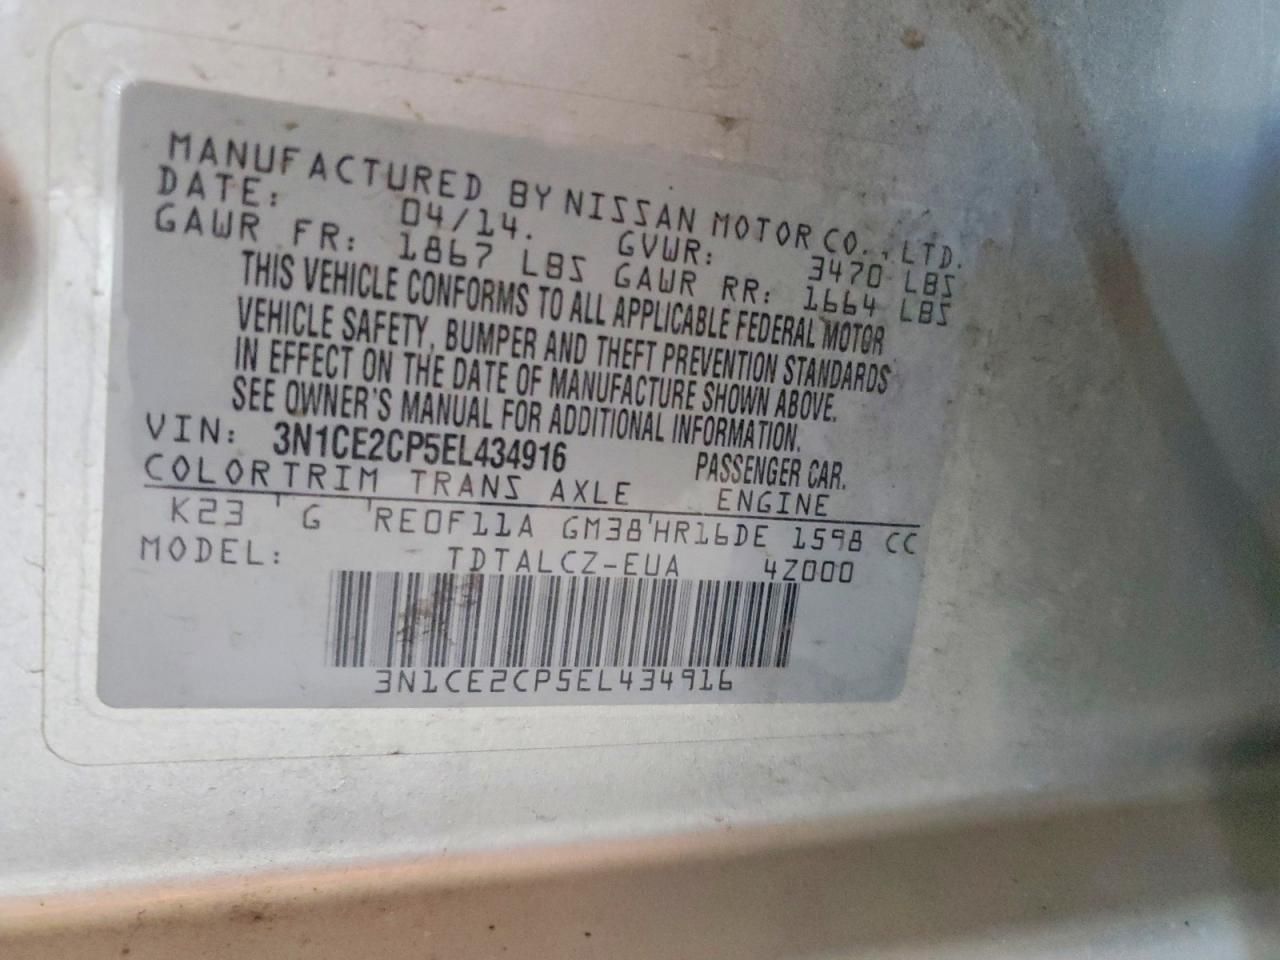 MANUFACTURED BY NISSAN MOTOR CO., LTD.
DATE: 04/14. GVWR: 3470 LBS
GAWR FR: 1867 LBS GAWR RR: 1664 LBS
THIS VEHICLE CONFORMS TO ALL APPLICABLE FEDERAL MOTOR
VEHICLE SAFETY, BUMPER AND THEFT PREVENTION STANDARDS
IN EFFECT ON THE DATE OF MANUFACTURE SHOWN ABOVE.
SEE OWNER'S MANUAL FOR ADDITIONAL INFORMATION.
VIN: 3N1CE2CP5EL434916 PASSENGER CAR.
COLOR TRIM TRANS AXLE ENGINE
K23 ' G 'RE0F11A GM38'HR16DE 1598 CC
MODEL: TDTALCZ-EUA 4Z000
3N1CE2CP5EL434916